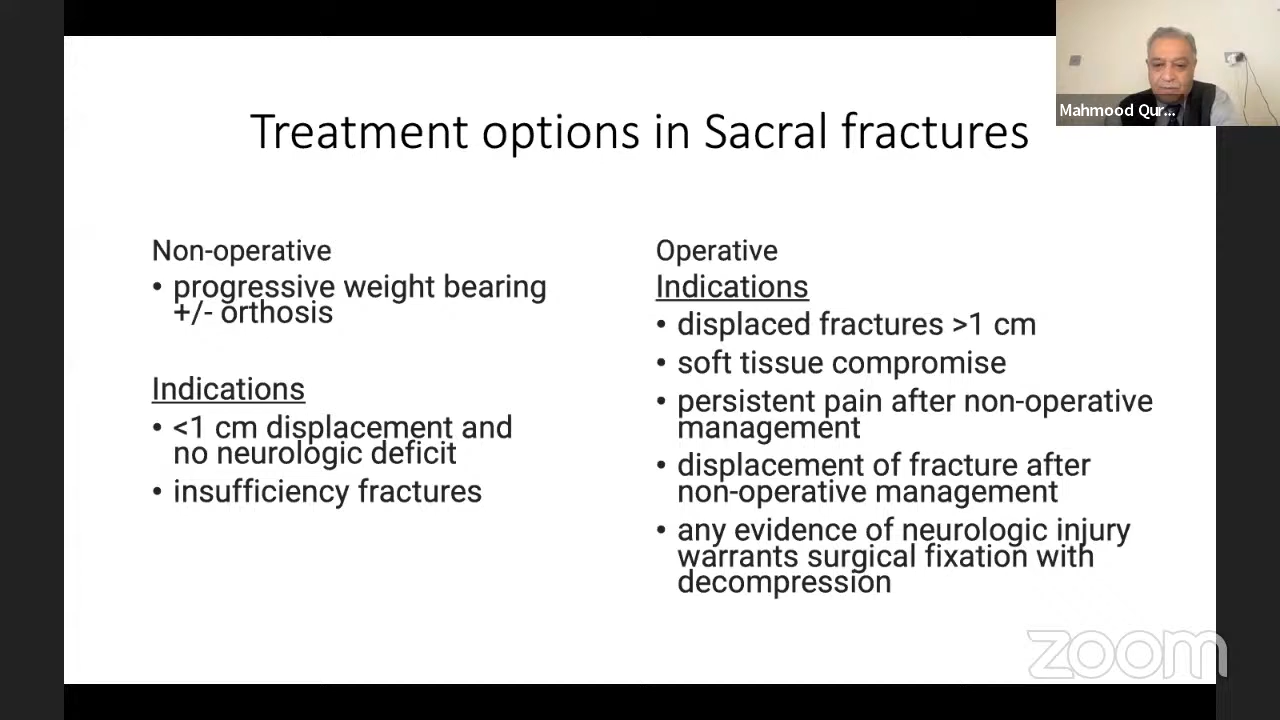 Treatment options in Sacral fractures
Mahmood Qur...
Non-operative
• progressive weight bearing
+/- orthosis
Indications
• <1 cm displacement and
no neurologic deficit
• insufficiency fractures
Operative
Indications
• displaced fractures >1 cm
• soft tissue compromise
• persistent pain after non-operative
management
• displacement of fracture after
non-operative management
• any evidence of neurologic injury
warrants surgical fixation with
decompression
zoom